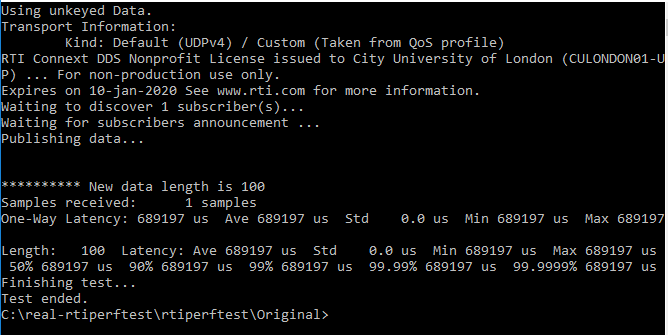 Using unkeyed Data.
Transport Information:
Kind: Default (UDPv4) / Custom (Taken from QoS profile)
RTI Connext DDS Nonprofit License issued to City University of London (CULONDON01-U
P) ... For non-production use only.
Expires on 10-jan-2020 See www.rti.com for more information.
Waiting to discover 1 subscriber(s)...
Waiting for subscribers announcement ...
Publishing data...
********** New data length is 100
Samples received:      1 samples
One-Way Latency: 689197 us  Ave 689197 us  Std    0.0 us  Min 689197 us  Max 689197
Length:   100  Latency: Ave 689197 us  Std    0.0 us  Min 689197 us  Max 689197 us
50% 689197 us  90% 689197 us  99% 689197 us  99.99% 689197 us  99.9999% 689197 us
Finishing test...
Test ended.
C:\real-rtiperftest\rtiperftest\Original>